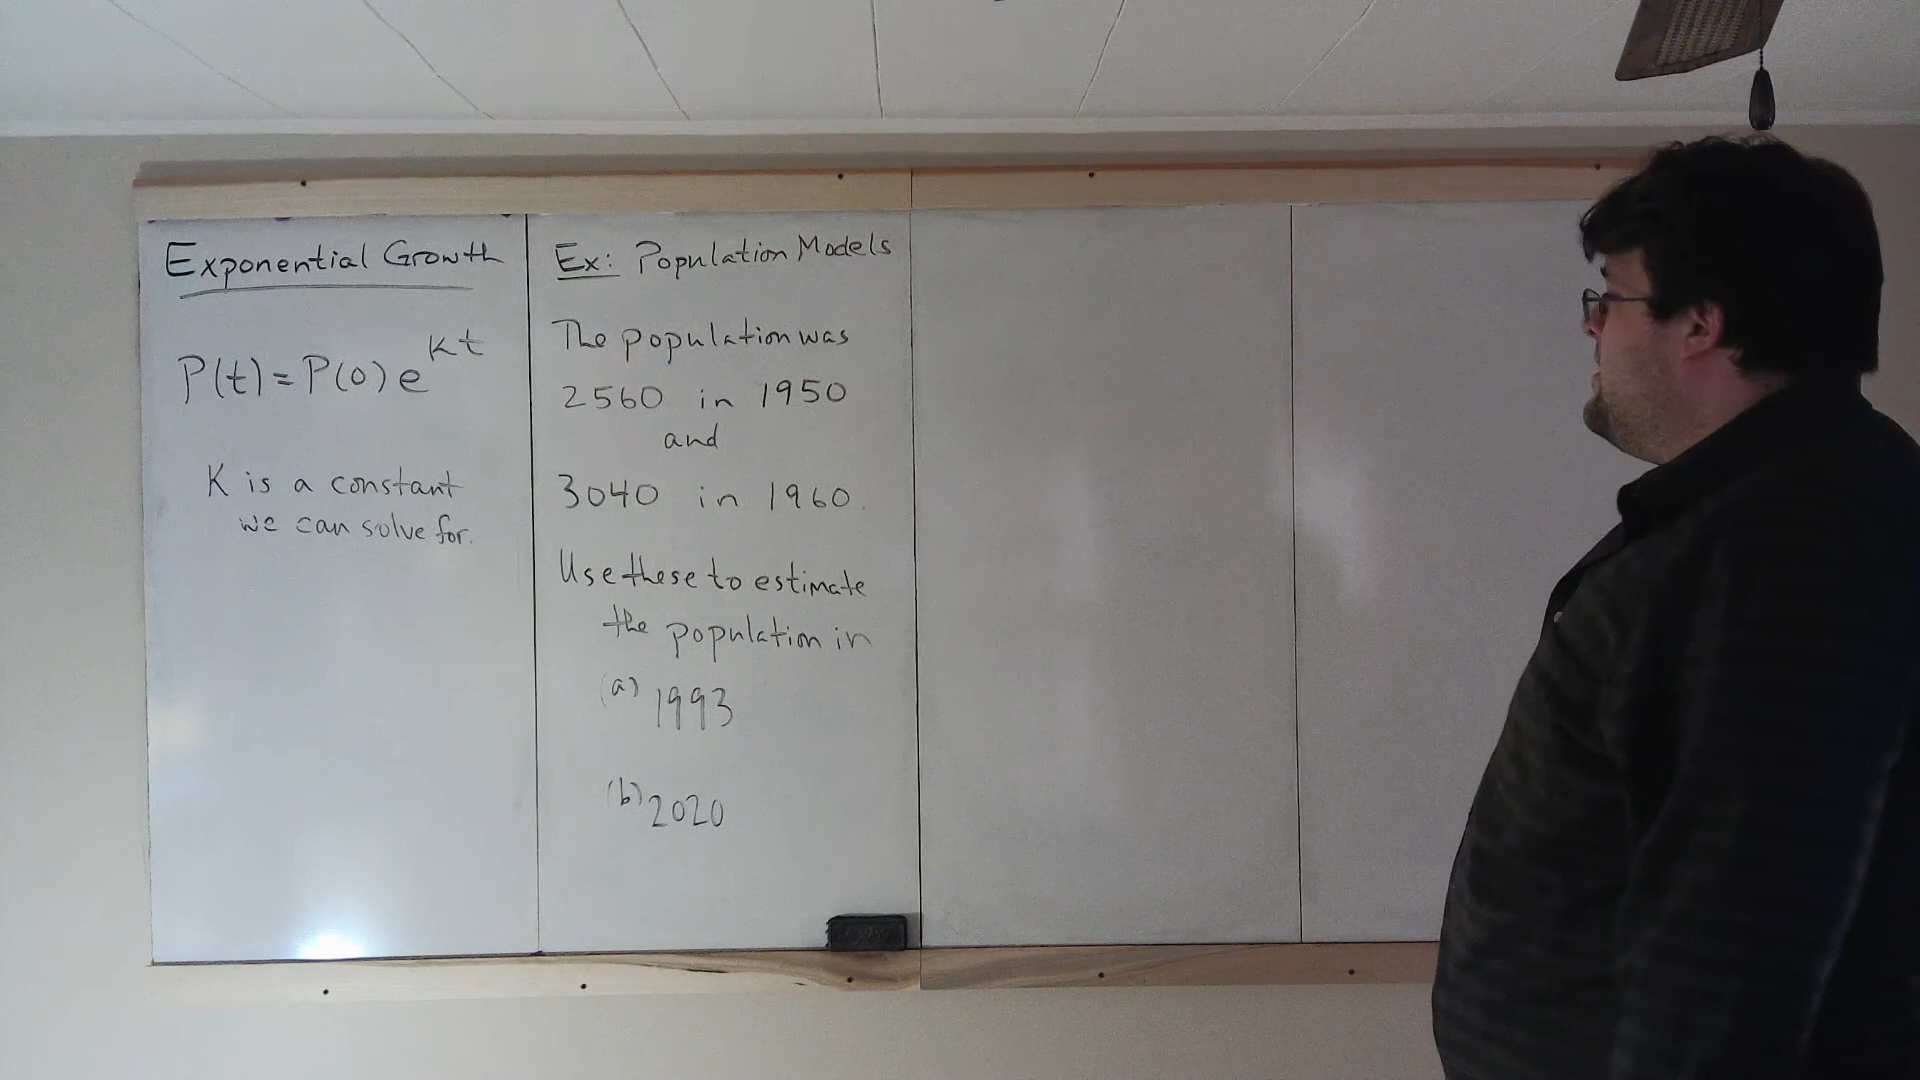 Exponential Growth
P(t) = P(0) e^{kt}
K is a constant
we can solve for.
Ex: Population Models
The population was
2560 in 1950
and
3040 in 1960.
Use these to estimate
the population in
(a) 1993
(b) 2020